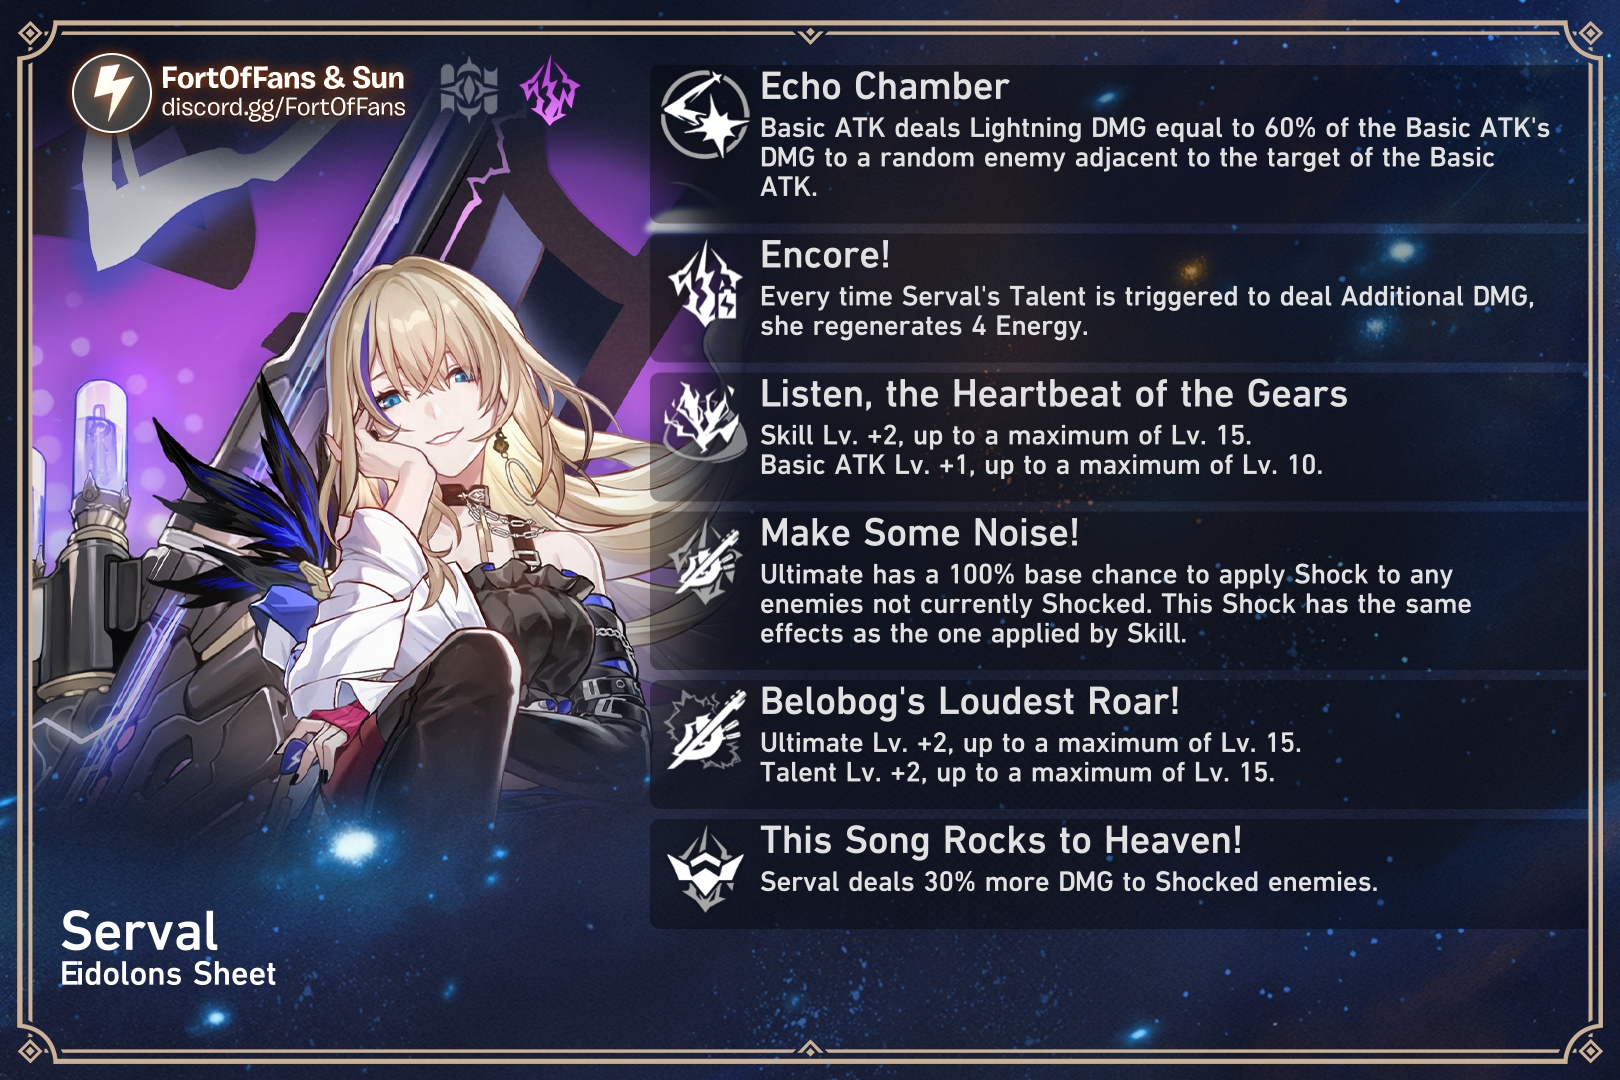 FortOfFans & Sun
discord.gg/FortOfFans
Echo Chamber
Basic ATK deals Lightning DMG equal to 60% of the Basic ATK's
DMG to a random enemy adjacent to the target of the Basic
ATK.
Encore!
Every time Serval's Talent is triggered to deal Additional DMG,
she regenerates 4 Energy.
Listen, the Heartbeat of the Gears
Skill Lv. +2, up to a maximum of Lv. 15.
Basic ATK Lv. +1, up to a maximum of Lv. 10.
Make Some Noise!
Ultimate has a 100% base chance to apply Shock to any
enemies not currently Shocked. This Shock has the same
effects as the one applied by Skill.
Belobog's Loudest Roar!
Ultimate Lv. +2, up to a maximum of Lv. 15.
Talent Lv. +2, up to a maximum of Lv. 15.
This Song Rocks to Heaven!
Serval deals 30% more DMG to Shocked enemies.
Serval
Eidolons Sheet